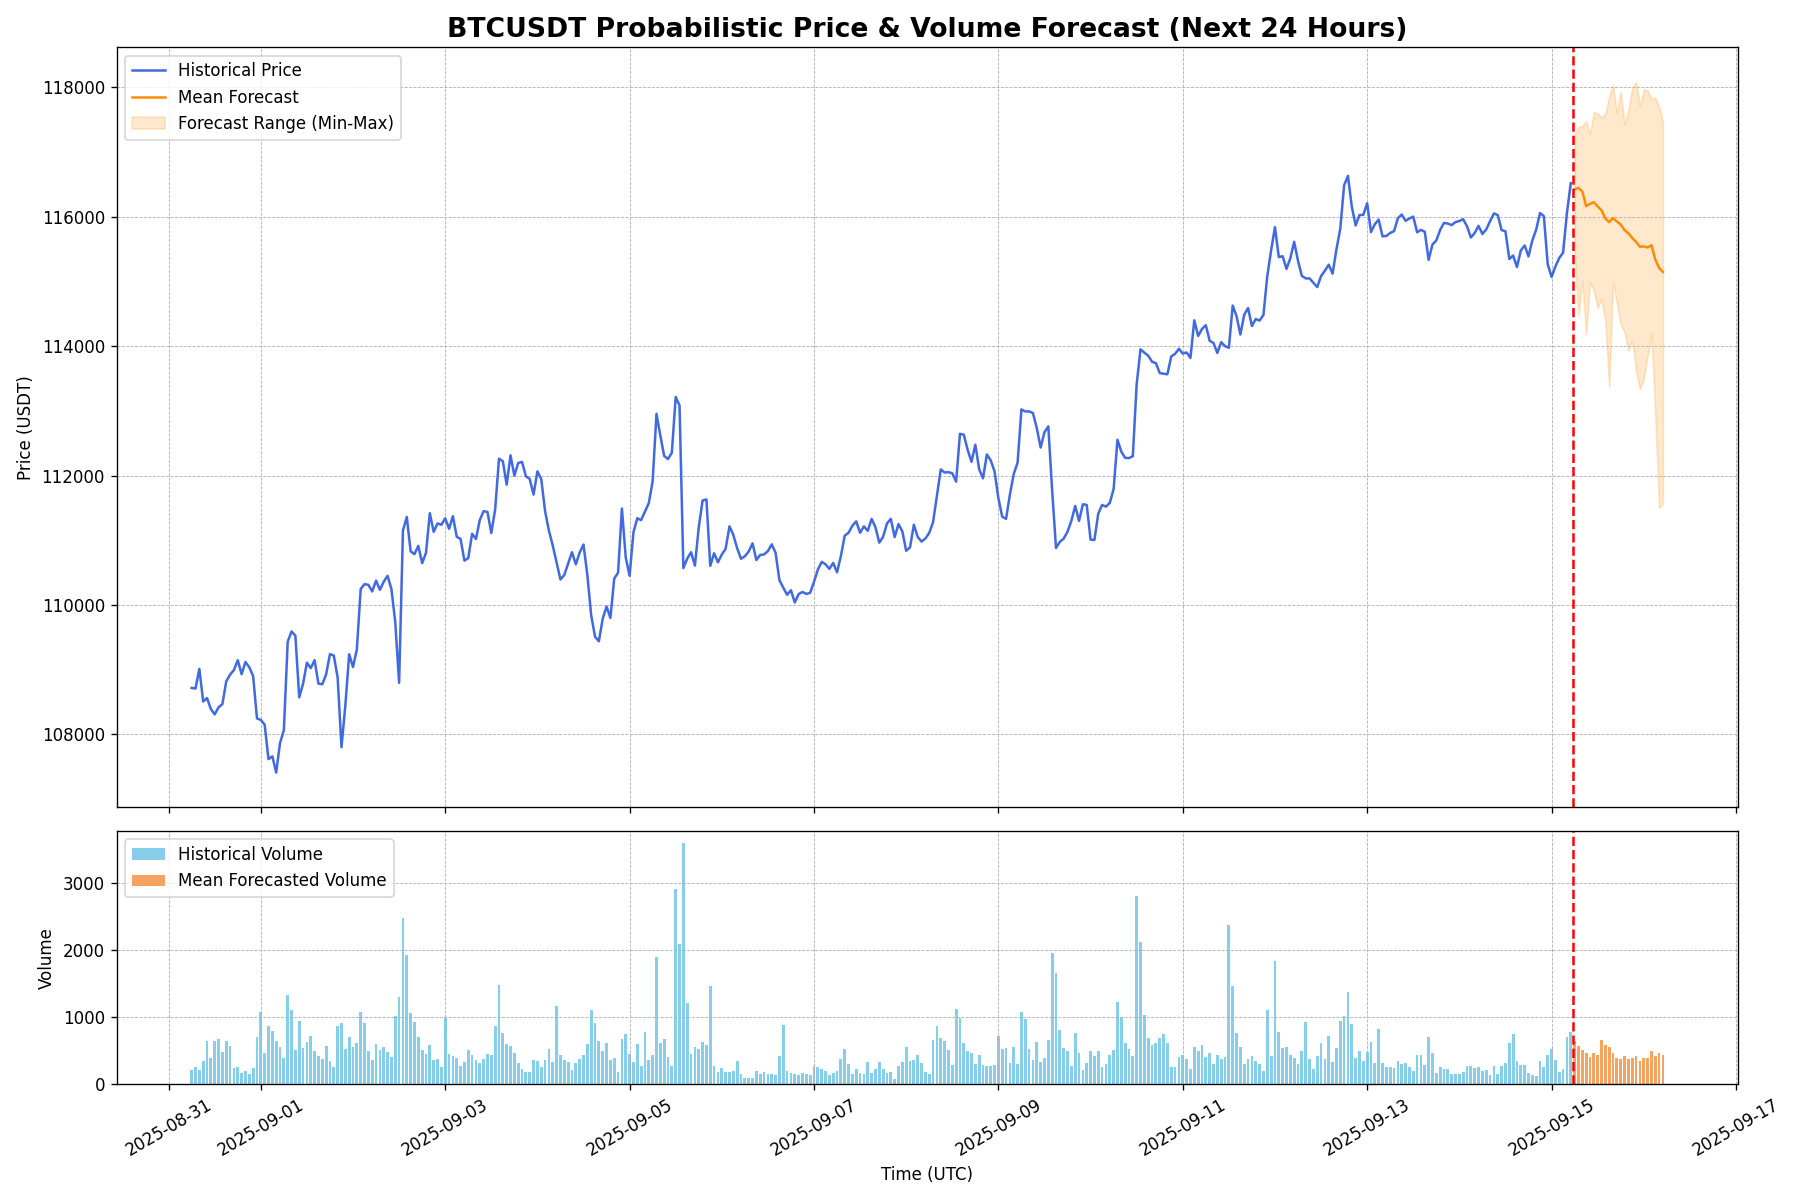 BTCUSDT Probabilistic Price & Volume Forecast (Next 24 Hours)
Historical Price
Mean Forecast
Forecast Range (Min-Max)
118000
116000
114000
112000
110000
108000
Price (USDT)
Historical Volume
Mean Forecasted Volume
3000
2000
1000
0
Volume
2025-08-31
2025-09-01
2025-09-03
2025-09-05
2025-09-07
2025-09-09
2025-09-11
2025-09-13
2025-09-15
2025-09-17
Time (UTC)